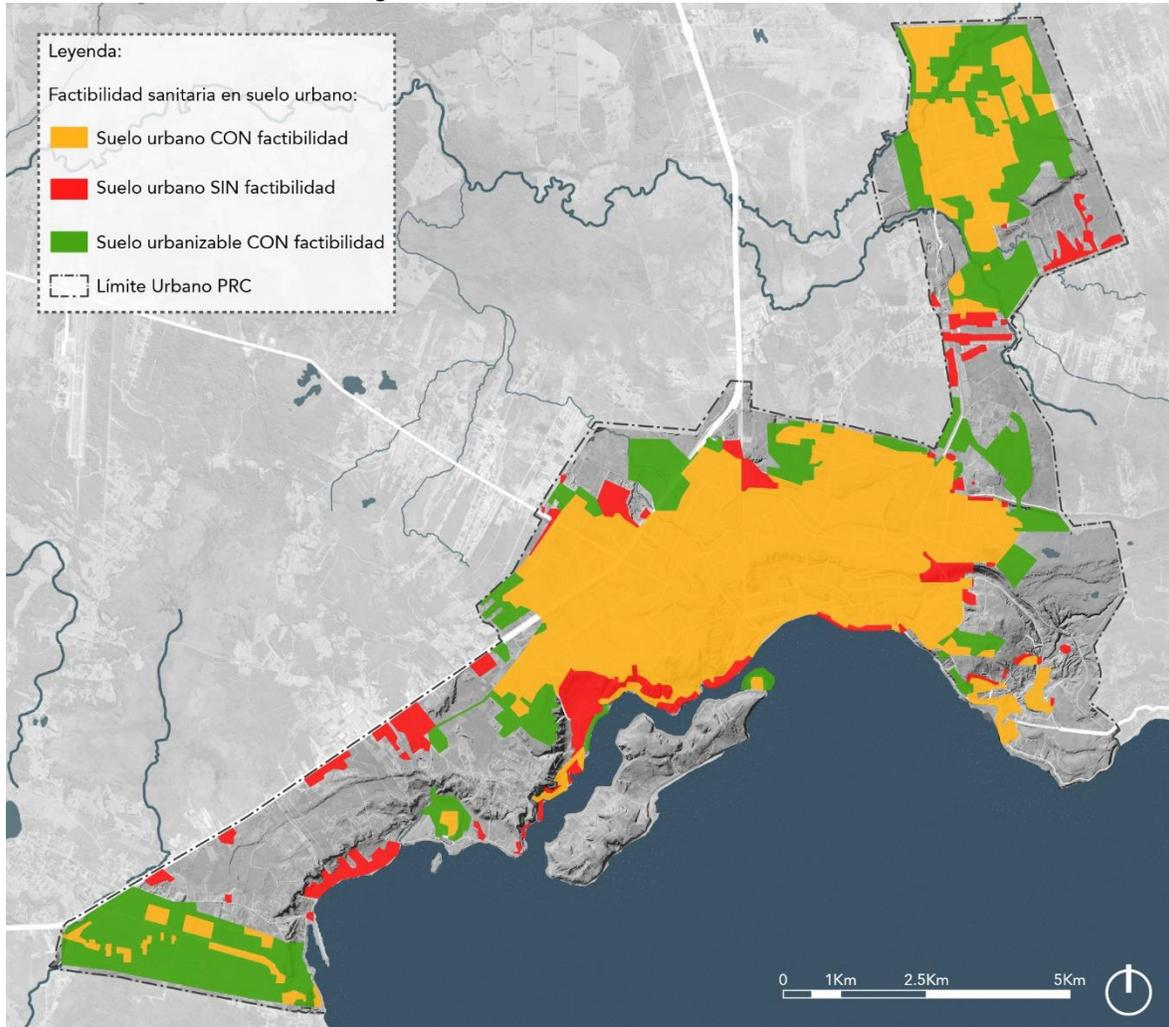 Leyenda:
Factibilidad sanitaria en suelo urbano:
Suelo urbano CON factibilidad
Suelo urbano SIN factibilidad
Suelo urbanizable CON factibilidad
Límite Urbano PRC
0 1Km 2.5Km 5Km